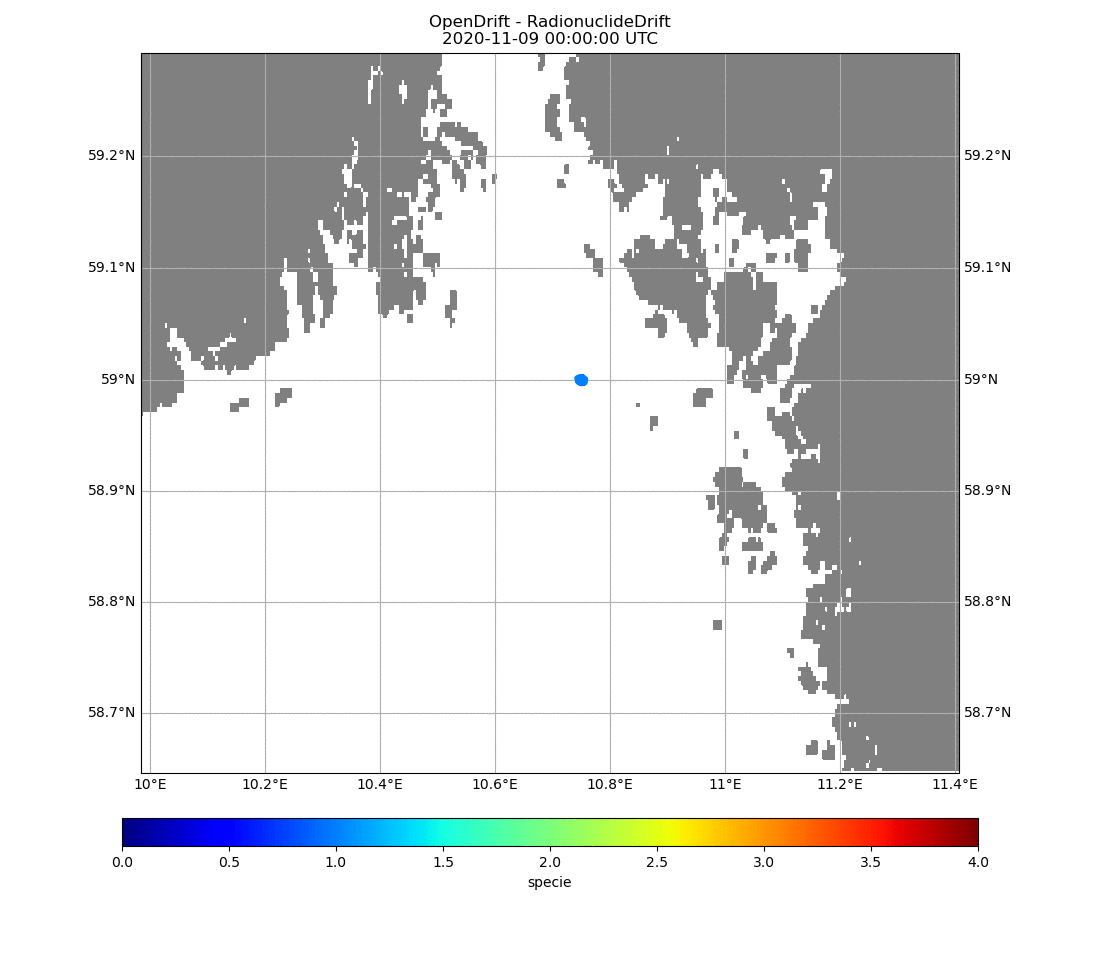 OpenDrift - RadionuclideDrift
2020-11-09 00:00:00 UTC
59.2°N 59.2°N
59.1°N 59.1°N
59°N 59°N
58.9°N 58.9°N
58.8°N 58.8°N
58.7°N 58.7°N
10°E 10.2°E 10.4°E 10.6°E 10.8°E 11°E 11.2°E 11.4°E
0.0 0.5 1.0 1.5 2.0 2.5 3.0 3.5 4.0
specie